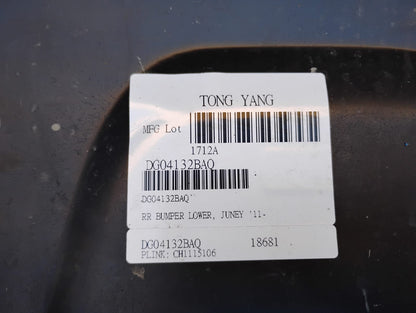 TONG YANG
MFG Lot
1712A
DG04132BAQ
DG04132BAQ
RR BUMPER LOWER, JUNEY '11-
DG04132BAQ 18681
PLINK: CH1115106